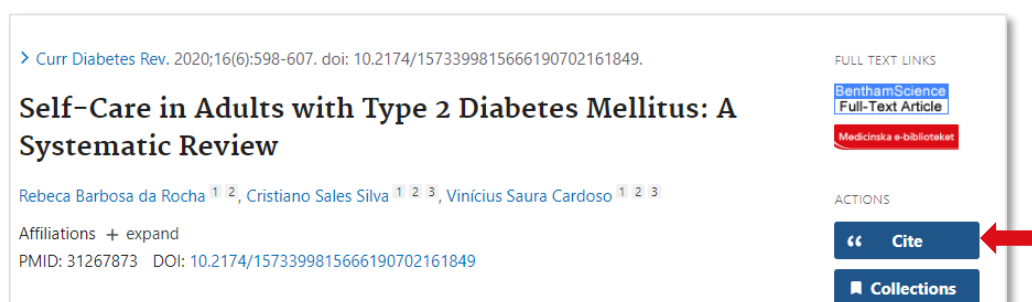 Curr Diabetes Rev. 2020;16(6):598-607. doi: 10.2174/1573399815666190702161849.
Self-Care in Adults with Type 2 Diabetes Mellitus: A
Systematic Review
Rebeca Barbosa da Rocha 1 2, Cristiano Sales Silva 1 2 3, Vinícius Saura Cardoso 1 2 3
Affiliations + expand
PMID: 31267873 DOI: 10.2174/1573399815666190702161849
FULL TEXT LINKS
BenthamScience
Full-Text Article
Medicinska e-biblioteket
ACTIONS
Cite
Collections